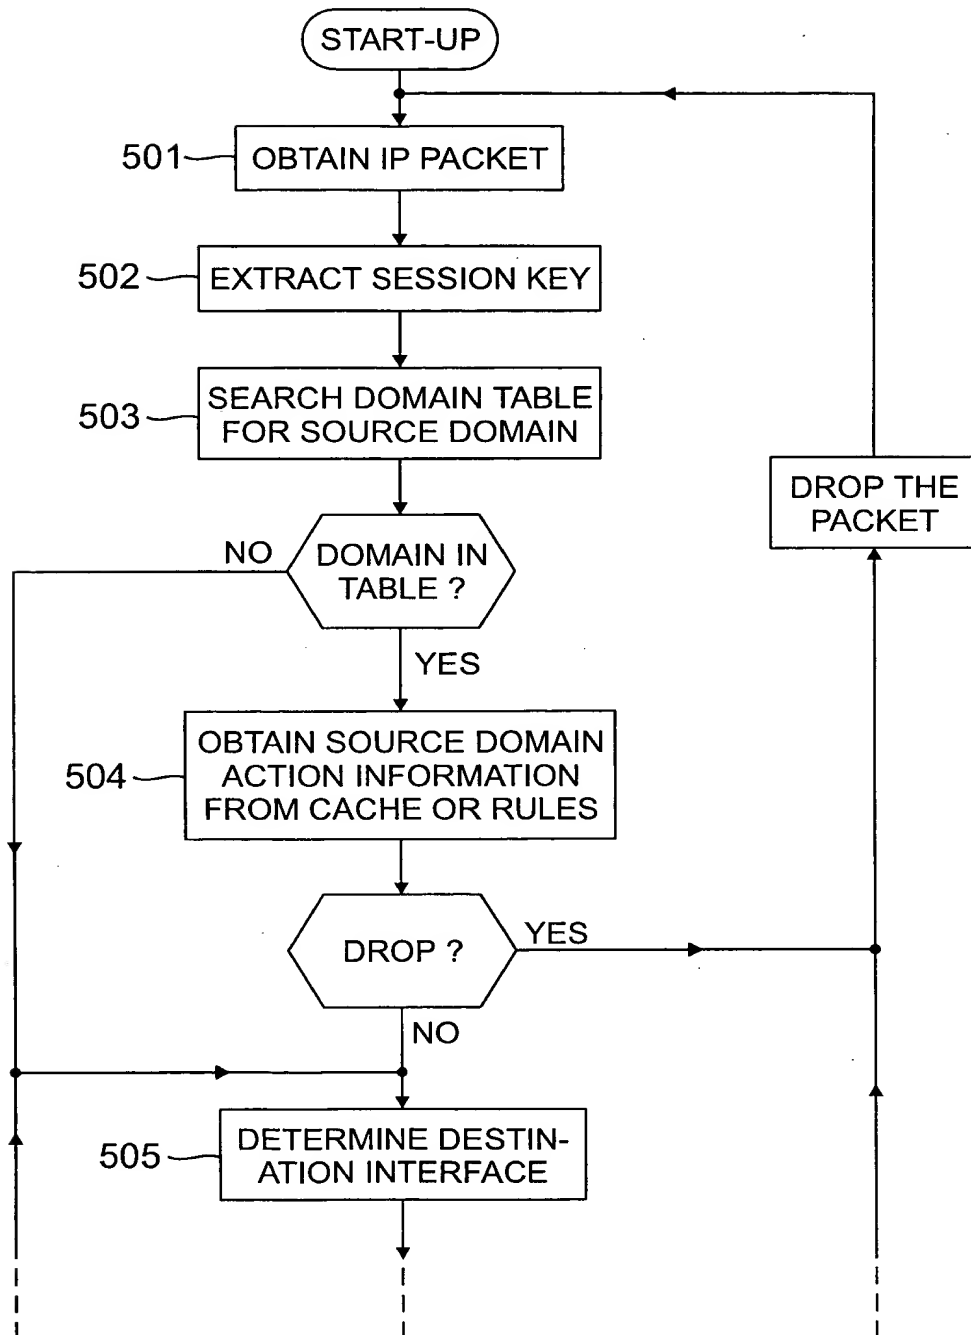 START-UP
501
OBTAIN IP PACKET
502
EXTRACT SESSION KEY
503
SEARCH DOMAIN TABLE
FOR SOURCE DOMAIN
DROP THE
PACKET
NO
DOMAIN IN
TABLE ?
YES
504
OBTAIN SOURCE DOMAIN
ACTION INFORMATION
FROM CACHE OR RULES
DROP ?
YES
NO
505
DETERMINE DESTIN-
ATION INTERFACE